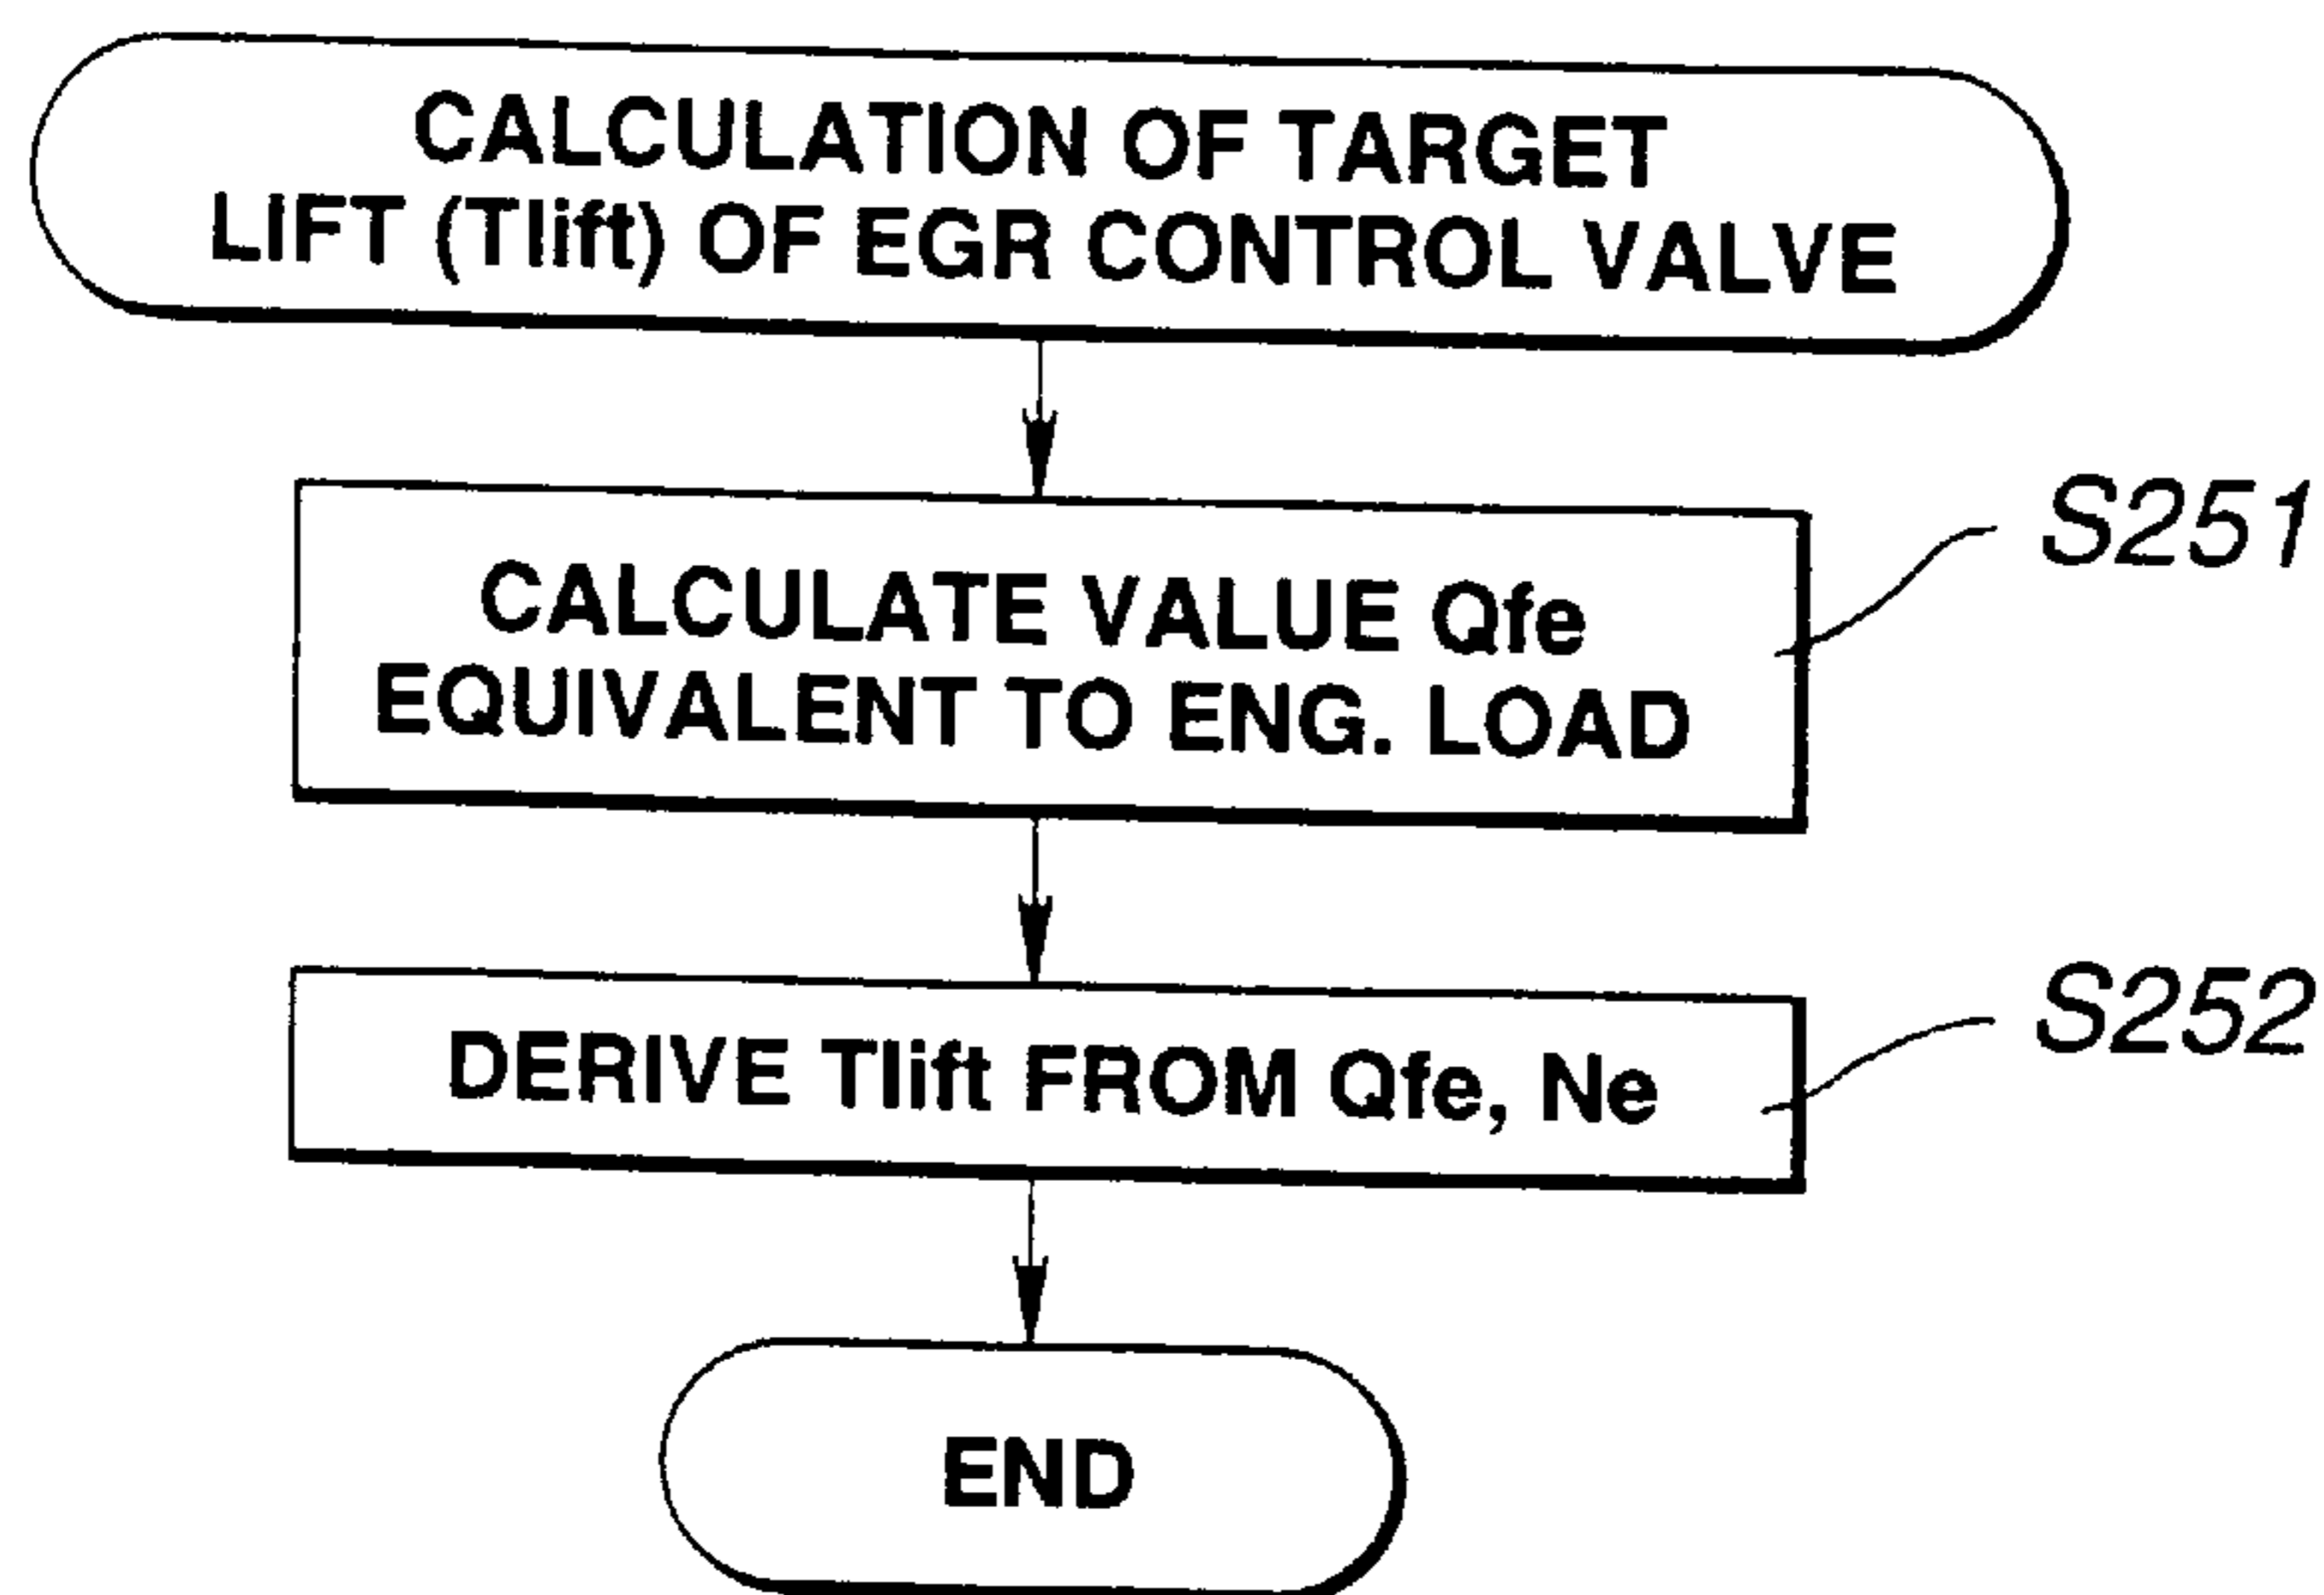 CALCULATION OF TARGET
LIFT (Tlift) OF EGR CONTROL VALVE
S251
CALCULATE VALUE Qfe
EQUIVALENT TO ENG. LOAD
S252
DERIVE Tlift FROM Qfe, Ne
END